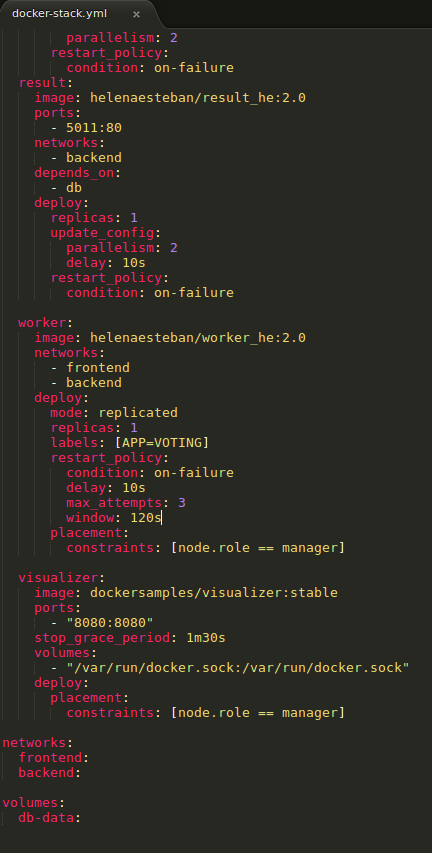 docker-stack.yml ×
parallelism: 2
restart_policy:
condition: on-failure
result:
image: helenaesteban/result_he:2.0
ports:
- 5011:80
networks:
- backend
depends_on:
- db
deploy:
replicas: 1
update_config:
parallelism: 2
delay: 10s
restart_policy:
condition: on-failure
worker:
image: helenaesteban/worker_he:2.0
networks:
- frontend
- backend
deploy:
mode: replicated
replicas: 1
labels: [APP=VOTING]
restart_policy:
condition: on-failure
delay: 10s
max_attempts: 3
window: 120s
placement:
constraints: [node.role == manager]
visualizer:
image: dockersamples/visualizer:stable
ports:
- "8080:8080"
stop_grace_period: 1m30s
volumes:
- "/var/run/docker.sock:/var/run/docker.sock"
deploy:
placement:
constraints: [node.role == manager]
networks:
frontend:
backend:
volumes:
db-data: